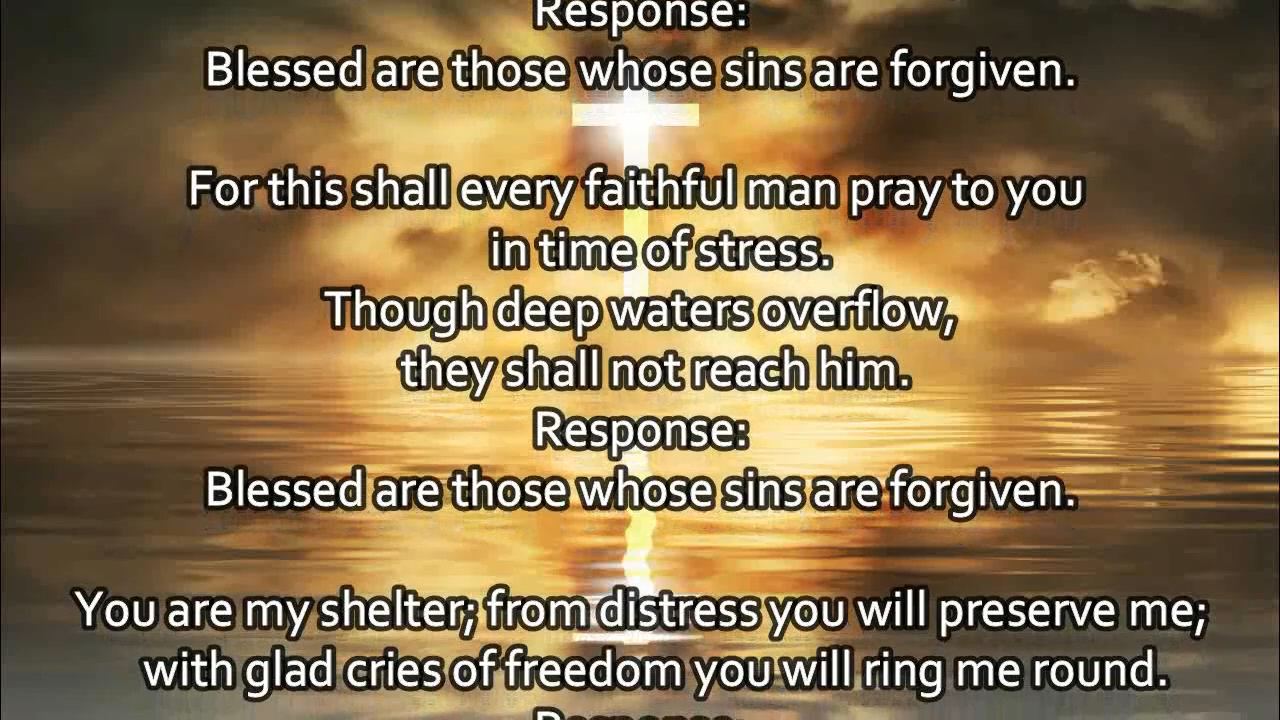 Response:
Blessed are those whose sins are forgiven.
For this shall every faithful man pray to you
in time of stress.
Though deep waters overflow,
they shall not reach him.
Response:
Blessed are those whose sins are forgiven.
You are my shelter; from distress you will preserve me;
with glad cries of freedom you will ring me round.
Response: